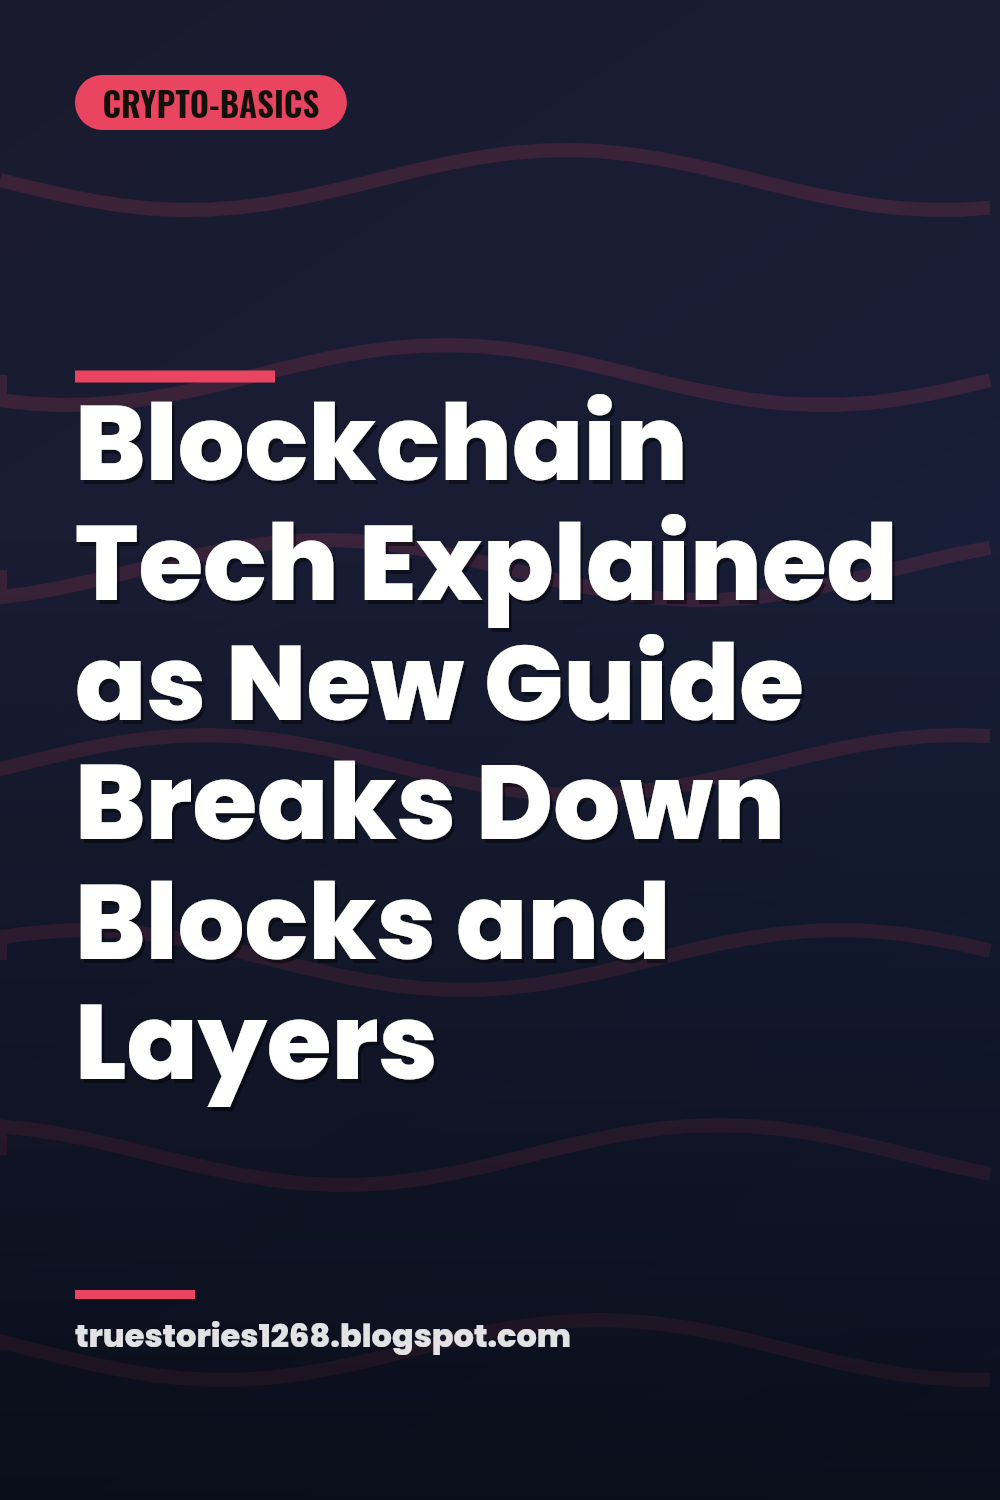 CRYPTO-BASICS
Blockchain
Tech Explained
as New Guide
Breaks Down
Blocks and
Layers
truestories1268.blogspot.com